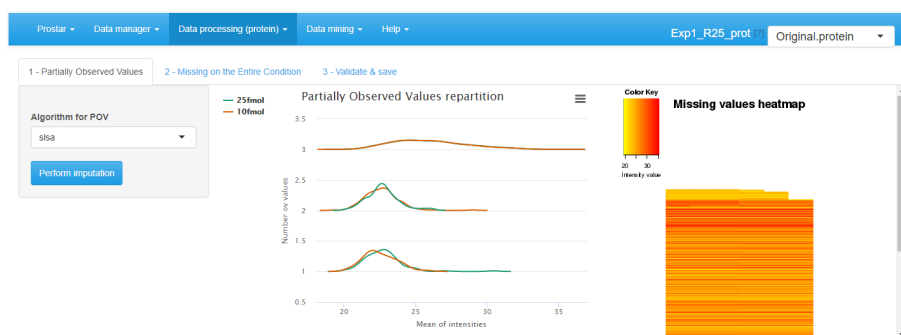 Prostar Data manager Data processing (protein) Data mining Help Exp1_R25_prot [?] Original.protein
1 - Partially Observed Values 2 - Missing on the Entire Condition 3 - Validate & save
Algorithm for POV
slsa
Perform imputation
25fmol
10fmol
Partially Observed Values repartition
Number ov values
3.5
3
2.5
2
1.5
1
0.5
20 25 30 35
Mean of intensities
Color Key
20 30
Intensity value
Missing values heatmap